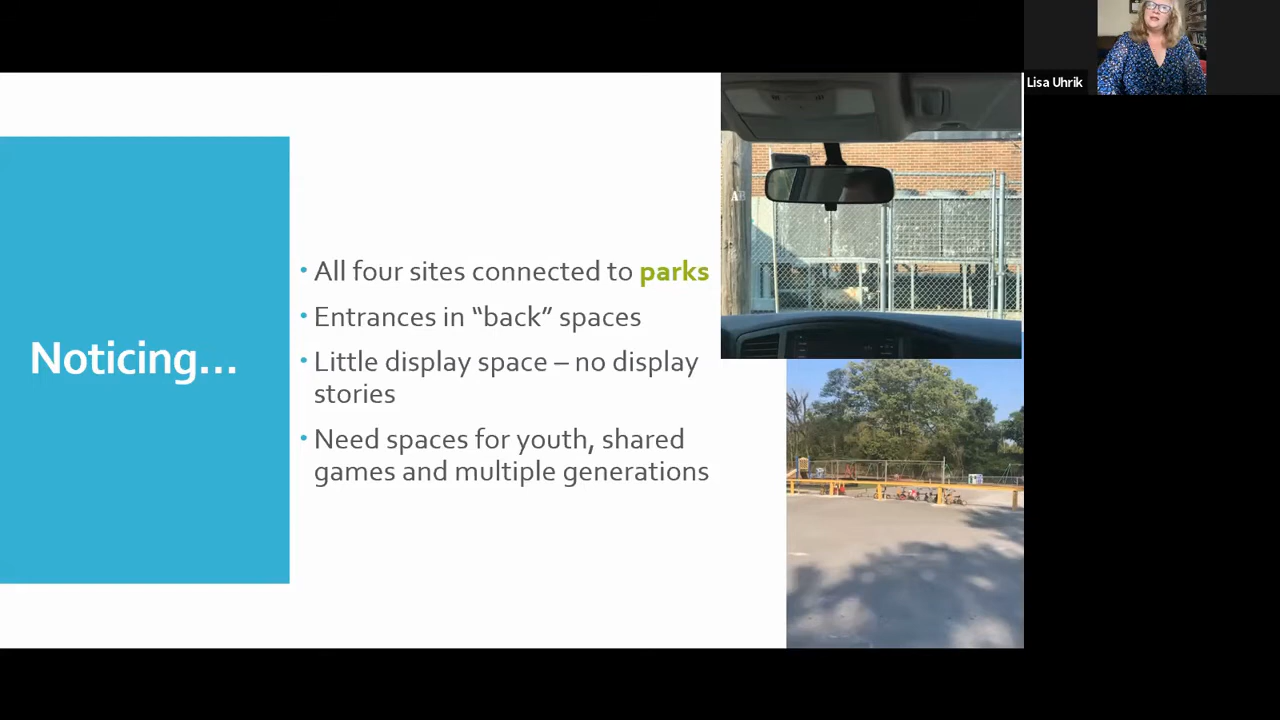 Lisa Uhrik
Noticing...
• All four sites connected to parks
• Entrances in “back” spaces
• Little display space – no display
stories
• Need spaces for youth, shared
games and multiple generations